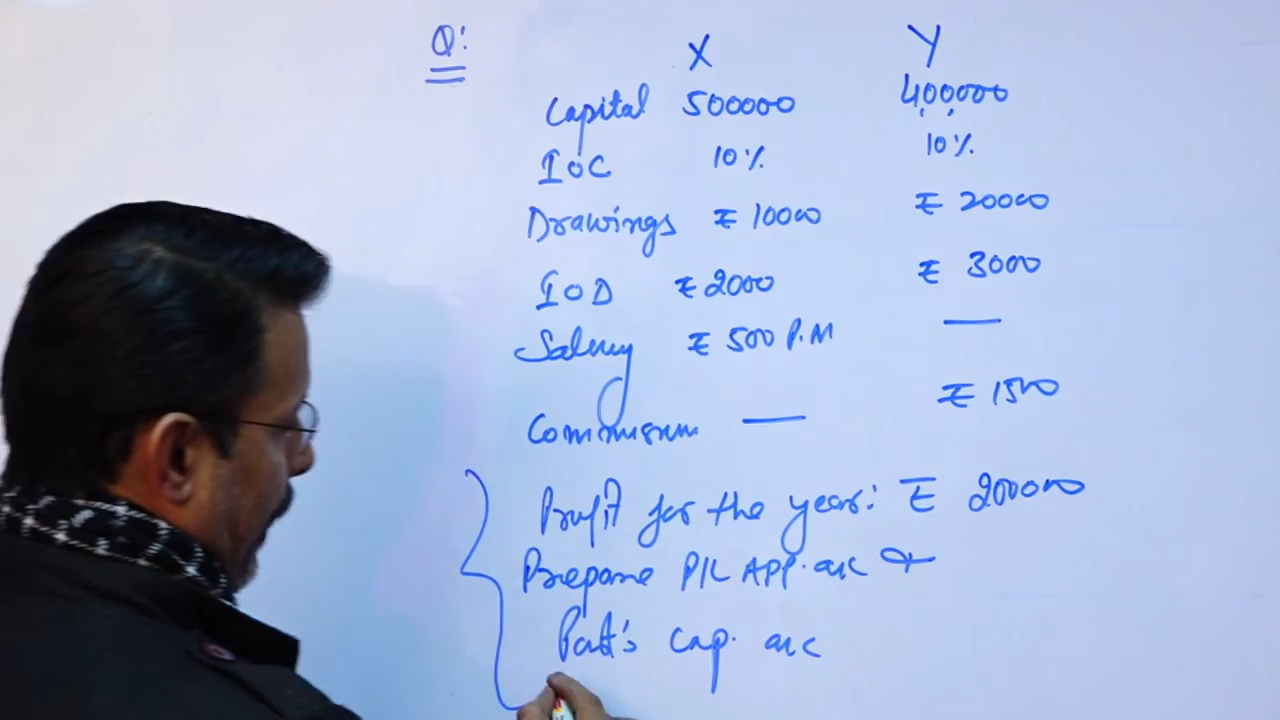 Q:
X Y
Capital 500000 400000
IOC 10% 10%
Drawings ₹ 10000 ₹ 20000
IOD ₹ 2000 ₹ 3000
Salary ₹ 500 P.M —
Commission — ₹ 1500
Profit for the year: ₹ 200000
Prepare P/L APP. a/c &
Part's cap. a/c